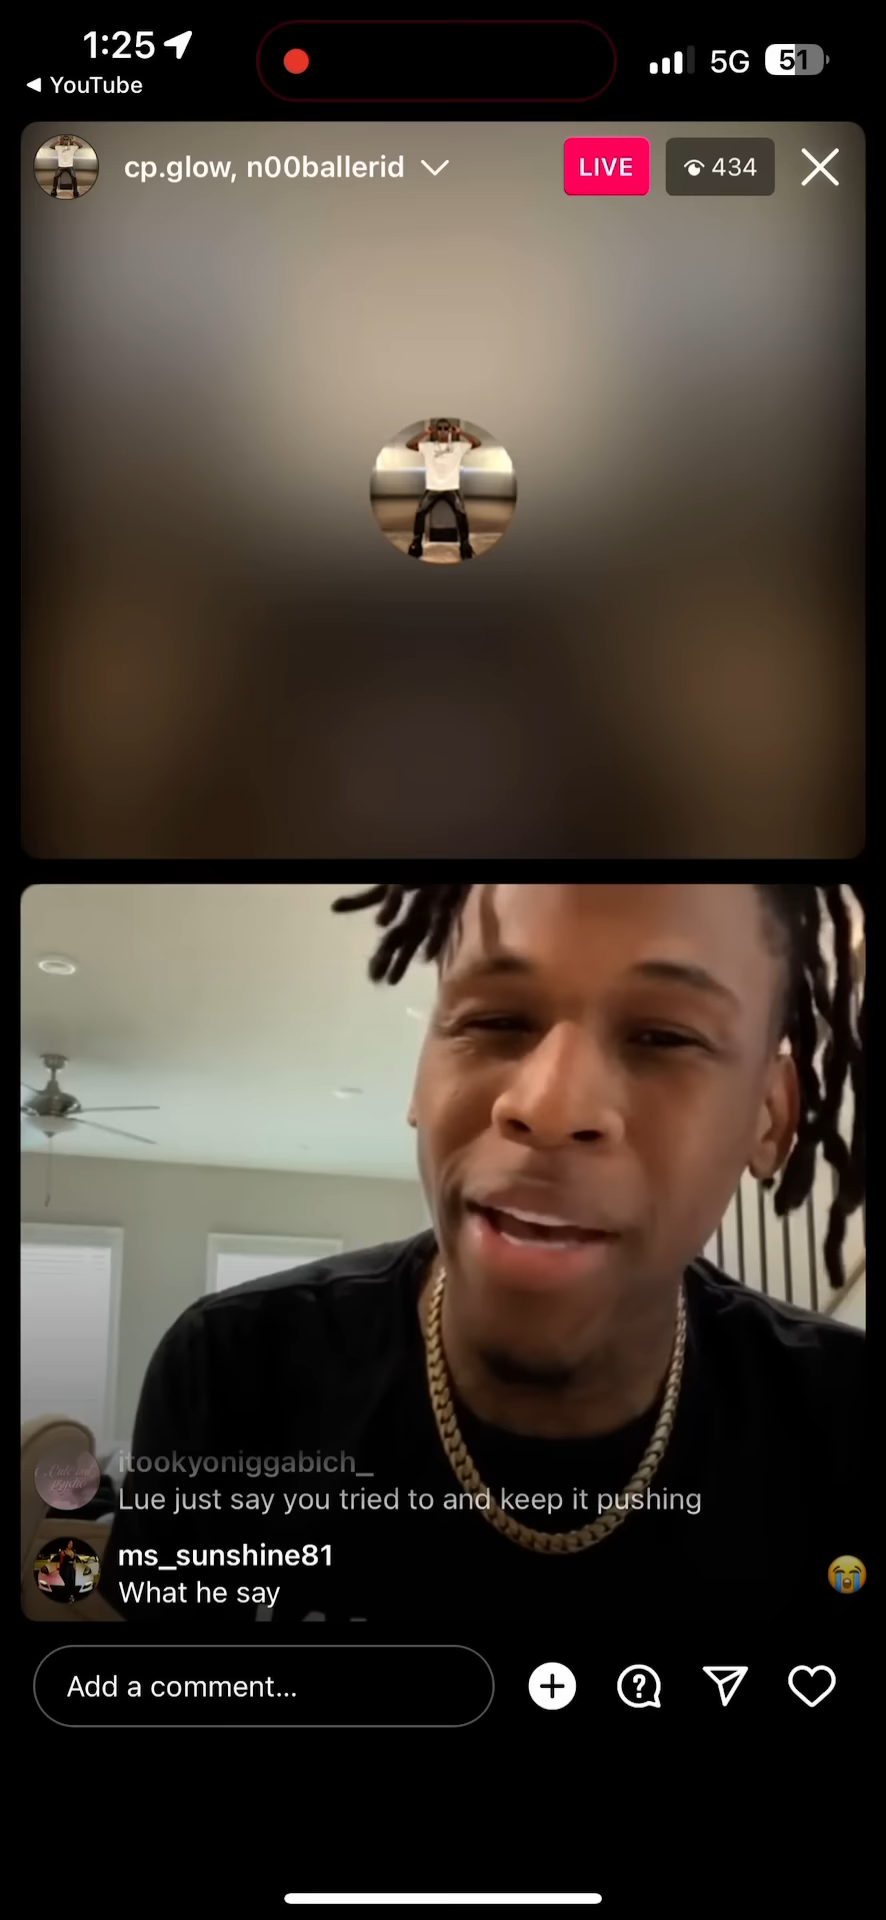 1:25
5G
51
◀ YouTube
cp.glow, n00ballerid
LIVE
434
itookyoniggabich_
Lue just say you tried to and keep it pushing
ms_sunshine81
What he say
Add a comment...